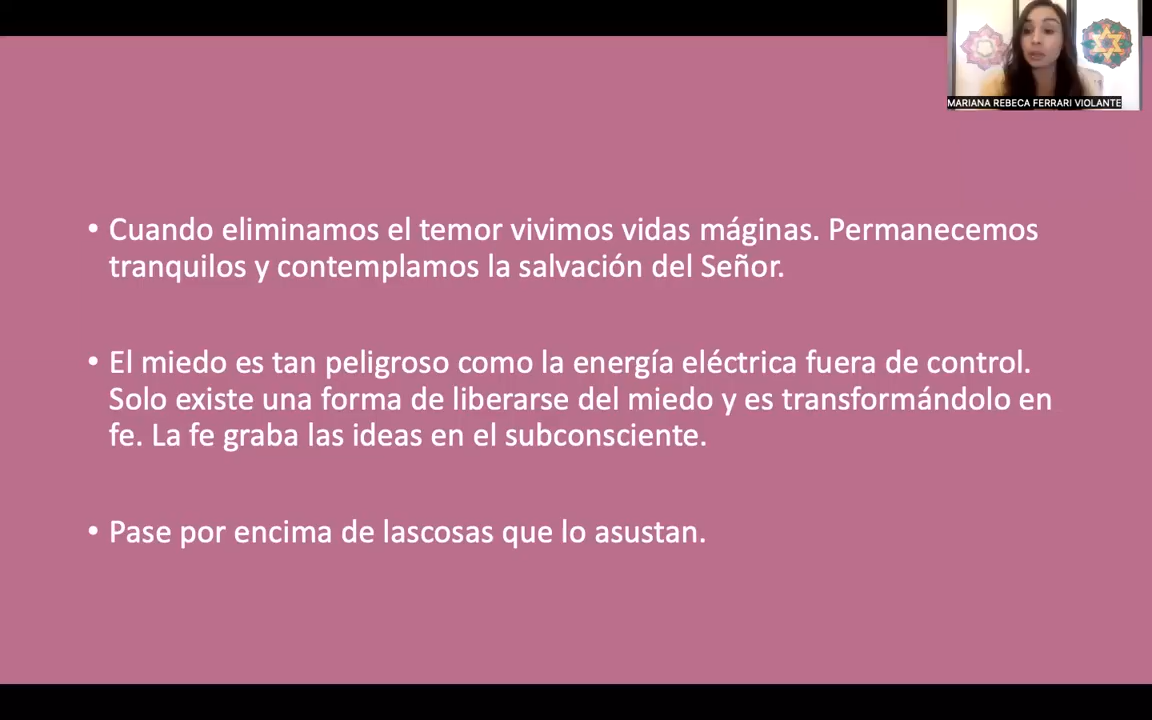 MARIANA REBECA FERRARI VIOLANTE
• Cuando eliminamos el temor vivimos vidas máginas. Permanecemos
tranquilos y contemplamos la salvación del Señor.
• El miedo es tan peligroso como la energía eléctrica fuera de control.
Solo existe una forma de liberarse del miedo y es transformándolo en
fe. La fe graba las ideas en el subconsciente.
• Pase por encima de lascosas que lo asustan.